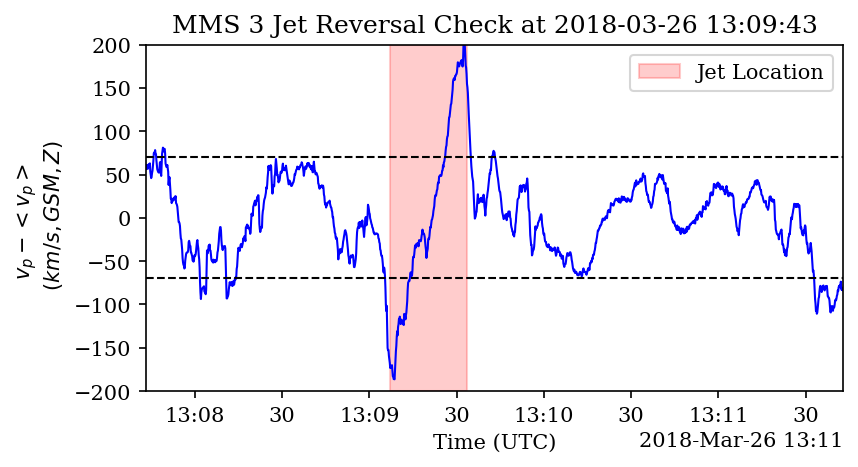 MMS 3 Jet Reversal Check at 2018-03-26 13:09:43
v_p - < v_p >
(km/s, GSM, Z)
200
150
100
50
0
−50
−100
−150
−200
Jet Location
13:08 30 13:09 30 13:10 30 13:11 30
Time (UTC)
2018-Mar-26 13:11